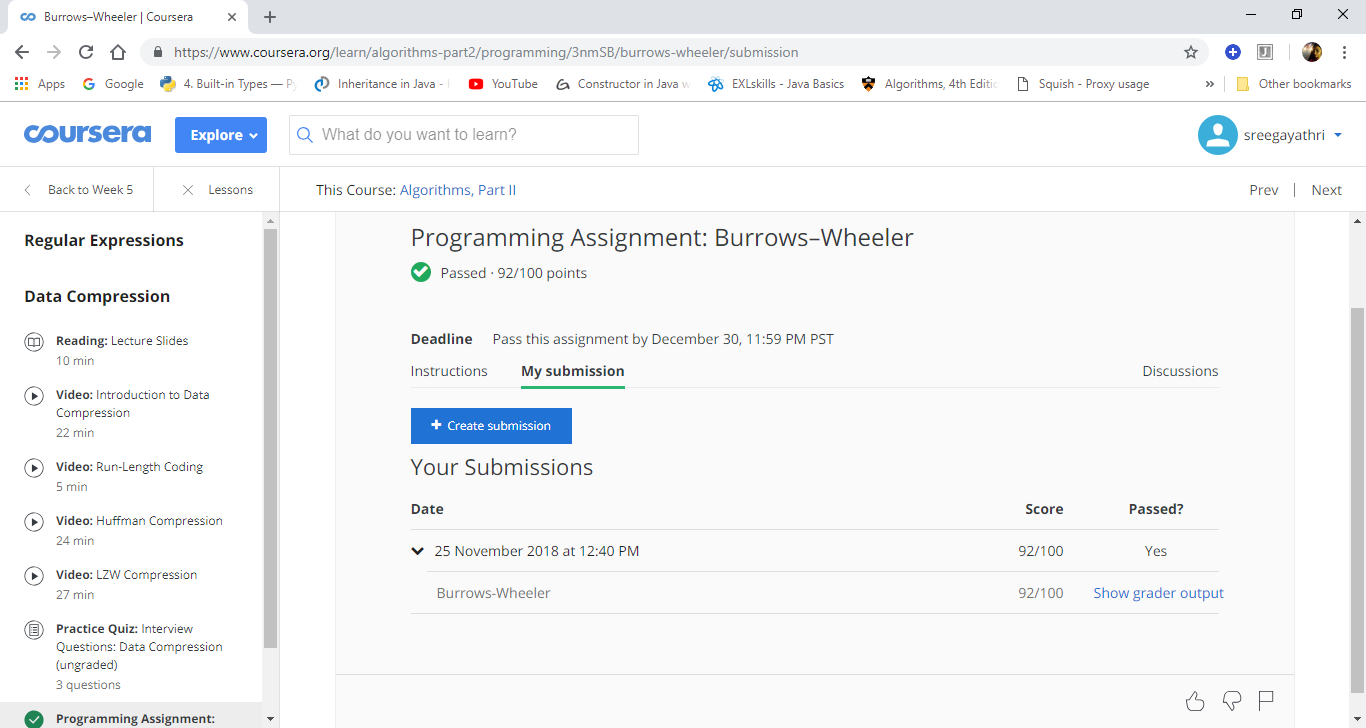 Burrows–Wheeler | Coursera
https://www.coursera.org/learn/algorithms-part2/programming/3nmSB/burrows-wheeler/submission
Apps Google 4. Built-in Types — Py Inheritance in Java - YouTube Constructor in Java w EXLskills - Java Basics Algorithms, 4th Editic Squish - Proxy usage » Other bookmarks
coursera Explore What do you want to learn? sreegayathri
Back to Week 5 Lessons This Course: Algorithms, Part II Prev | Next
Regular Expressions
Data Compression
Reading: Lecture Slides
10 min
Video: Introduction to Data
Compression
22 min
Video: Run-Length Coding
5 min
Video: Huffman Compression
24 min
Video: LZW Compression
27 min
Practice Quiz: Interview
Questions: Data Compression
(ungraded)
3 questions
Programming Assignment:
Programming Assignment: Burrows–Wheeler
Passed · 92/100 points
Deadline Pass this assignment by December 30, 11:59 PM PST
Instructions My submission Discussions
+ Create submission
Your Submissions
Date Score Passed?
25 November 2018 at 12:40 PM 92/100 Yes
Burrows-Wheeler 92/100 Show grader output